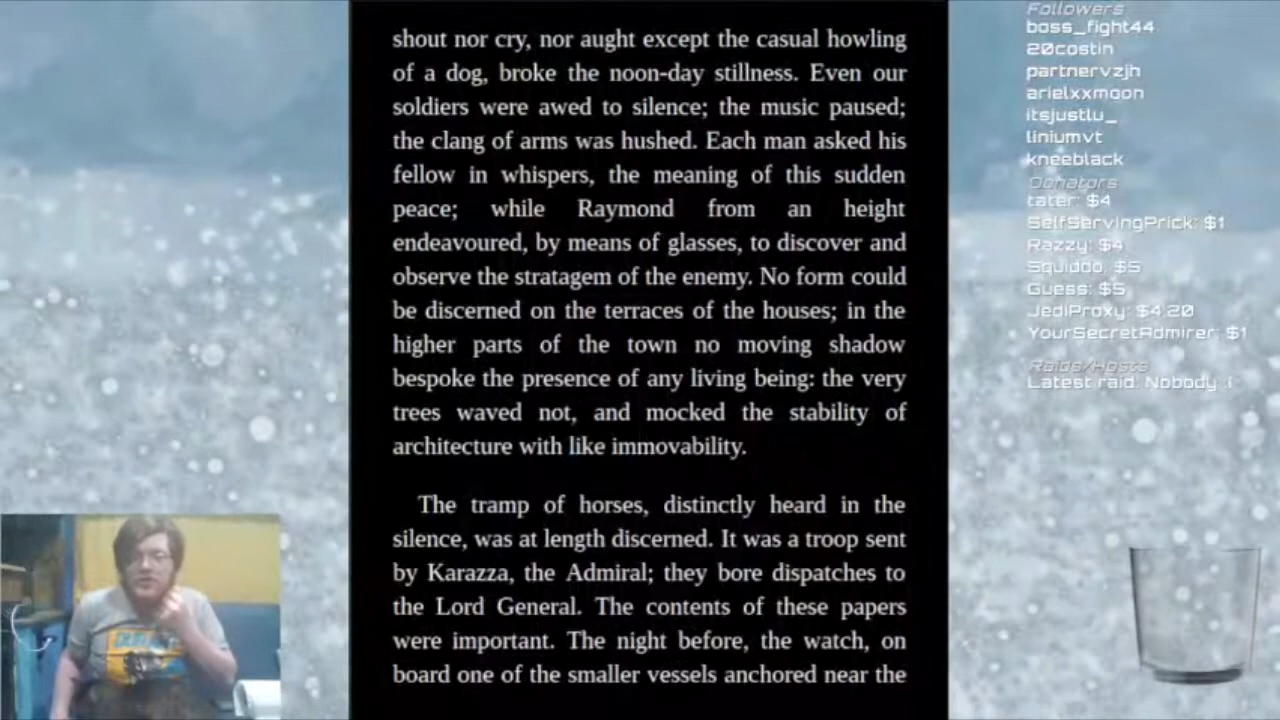 shout nor cry, nor aught except the casual howling
of a dog, broke the noon-day stillness. Even our
soldiers were awed to silence; the music paused;
the clang of arms was hushed. Each man asked his
fellow in whispers, the meaning of this sudden
peace; while Raymond from an height
endeavoured, by means of glasses, to discover and
observe the stratagem of the enemy. No form could
be discerned on the terraces of the houses; in the
higher parts of the town no moving shadow
bespoke the presence of any living being: the very
trees waved not, and mocked the stability of
architecture with like immovability.
The tramp of horses, distinctly heard in the
silence, was at length discerned. It was a troop sent
by Karazza, the Admiral; they bore dispatches to
the Lord General. The contents of these papers
were important. The night before, the watch, on
board one of the smaller vessels anchored near the
Followers
boss_fight44
20costin
partnervzjh
arielxxmoon
itsjustlu_
liniumvt
kneeblack
Donators
tater: $4
SelfServingPrick: $1
Razzy: $4
Squiddo: $5
Guess: $5
JediProxy: $4.20
YourSecretAdmirer: $1
Raids/Hosts
Latest raid: Nobody :(